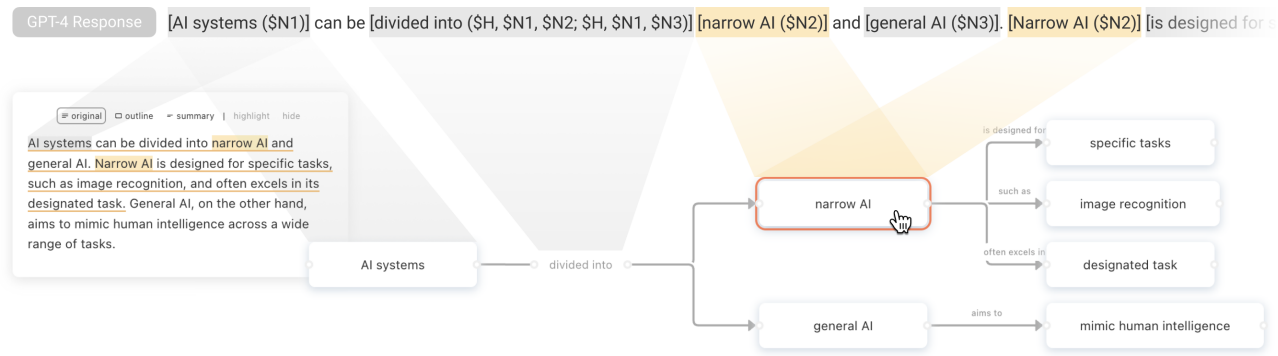 GPT-4 Response [AI systems ($N1)] can be [divided into ($H, $N1, $N2; $H, $N1, $N3)] [narrow AI ($N2)] and [general AI ($N3)]. [Narrow AI ($N2)] [is designed for s
original outline summary | highlight hide
AI systems can be divided into narrow AI and
general AI. Narrow AI is designed for specific tasks,
such as image recognition, and often excels in its
designated task. General AI, on the other hand,
aims to mimic human intelligence across a wide
range of tasks.
AI systems
divided into
narrow AI
general AI
is designed for
specific tasks
such as
image recognition
often excels in
designated task
aims to
mimic human intelligence